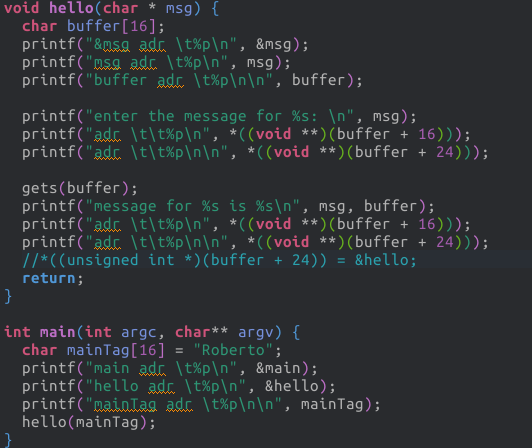 void hello(char * msg) {
  char buffer[16];
  printf("&msg adr \t%p\n", &msg);
  printf("msg adr \t%p\n", msg);
  printf("buffer adr \t%p\n\n", buffer);

  printf("enter the message for %s: \n", msg);
  printf("adr \t\t%p\n", *((void **)(buffer + 16)));
  printf("adr \t\t%p\n\n", *((void **)(buffer + 24)));

  gets(buffer);
  printf("message for %s is %s\n", msg, buffer);
  printf("adr \t\t%p\n", *((void **)(buffer + 16)));
  printf("adr \t\t%p\n\n", *((void **)(buffer + 24)));
  //*((unsigned int *)(buffer + 24)) = &hello;
  return;
}

int main(int argc, char** argv) {
  char mainTag[16] = "Roberto";
  printf("main adr \t%p\n", &main);
  printf("hello adr \t%p\n", &hello);
  printf("mainTag adr \t%p\n\n", mainTag);
  hello(mainTag);
}